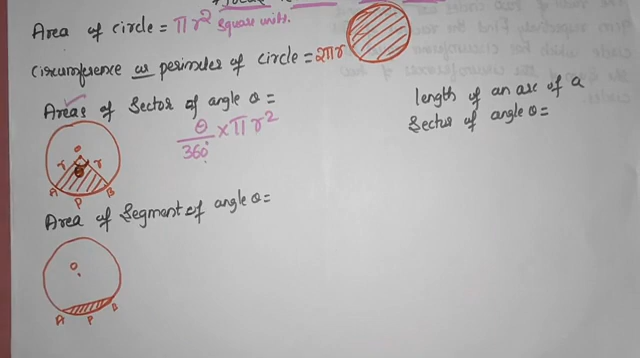 Area of circle = πr² Square units.
Circumference or perimeter of circle = 2πr
Areas of Sector of angle θ =
θ/360° × πr²
O
r r
θ
A P B
length of an arc of a
Sector of angle θ =
Area of Segment of angle θ =
O
A P B